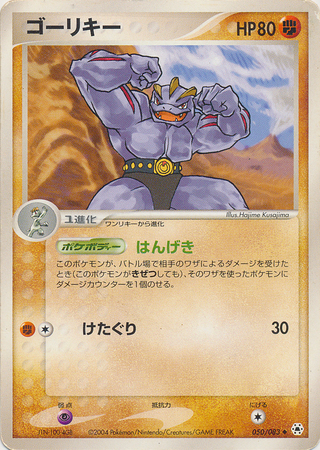 ゴーリキー
HP80
Illus. Hajime Kusajima
1進化
ワンリキーから進化
ポケボディー はんげき
このポケモンが、バトル場で相手のワザによるダメージを受け
たとき（このポケモンがきぜつしても）、そのワザを使ったポケモンに
ダメージカウンターを1個のせる。
けたぐり 30
弱点 抵抗力 にげる
©2004 Pokémon/Nintendo/Creatures/GAME FREAK 050/083